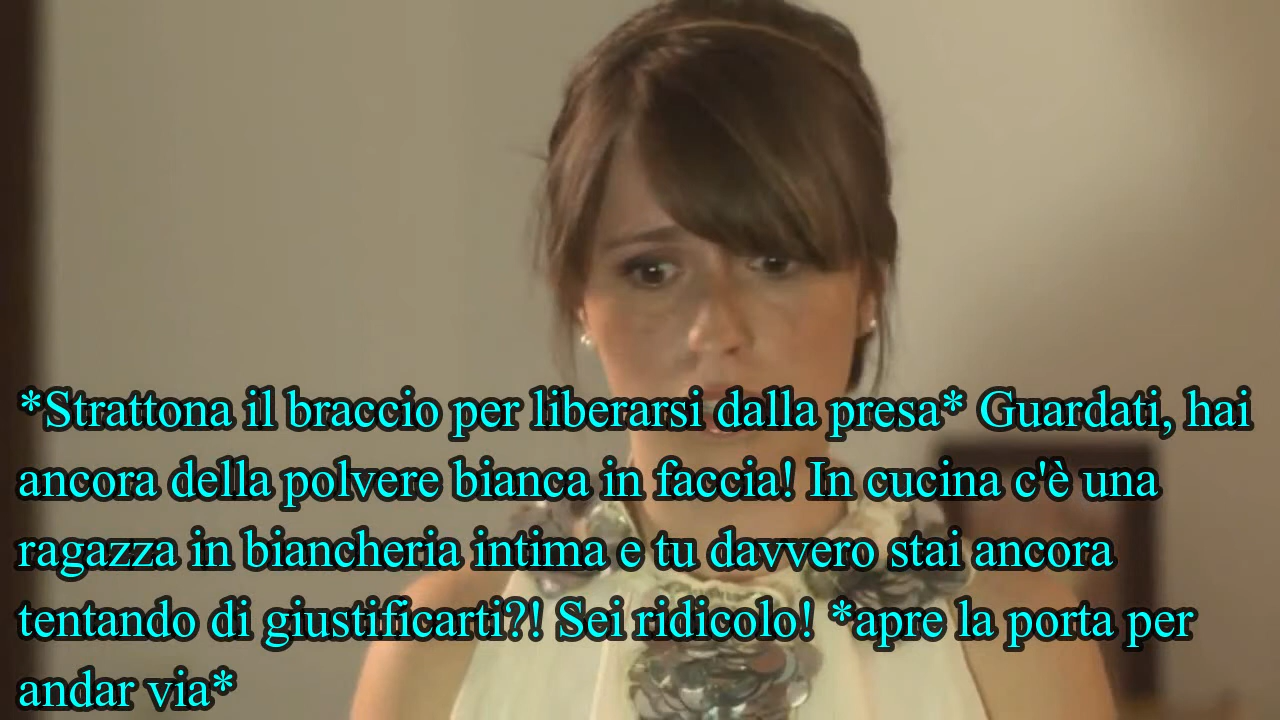 *Strattona il braccio per liberarsi dalla presa* Guardati, hai
ancora della polvere bianca in faccia! In cucina c'è una
ragazza in biancheria intima e tu davvero stai ancora
tentando di giustificarti?! Sei ridicolo! *apre la porta per
andar via*